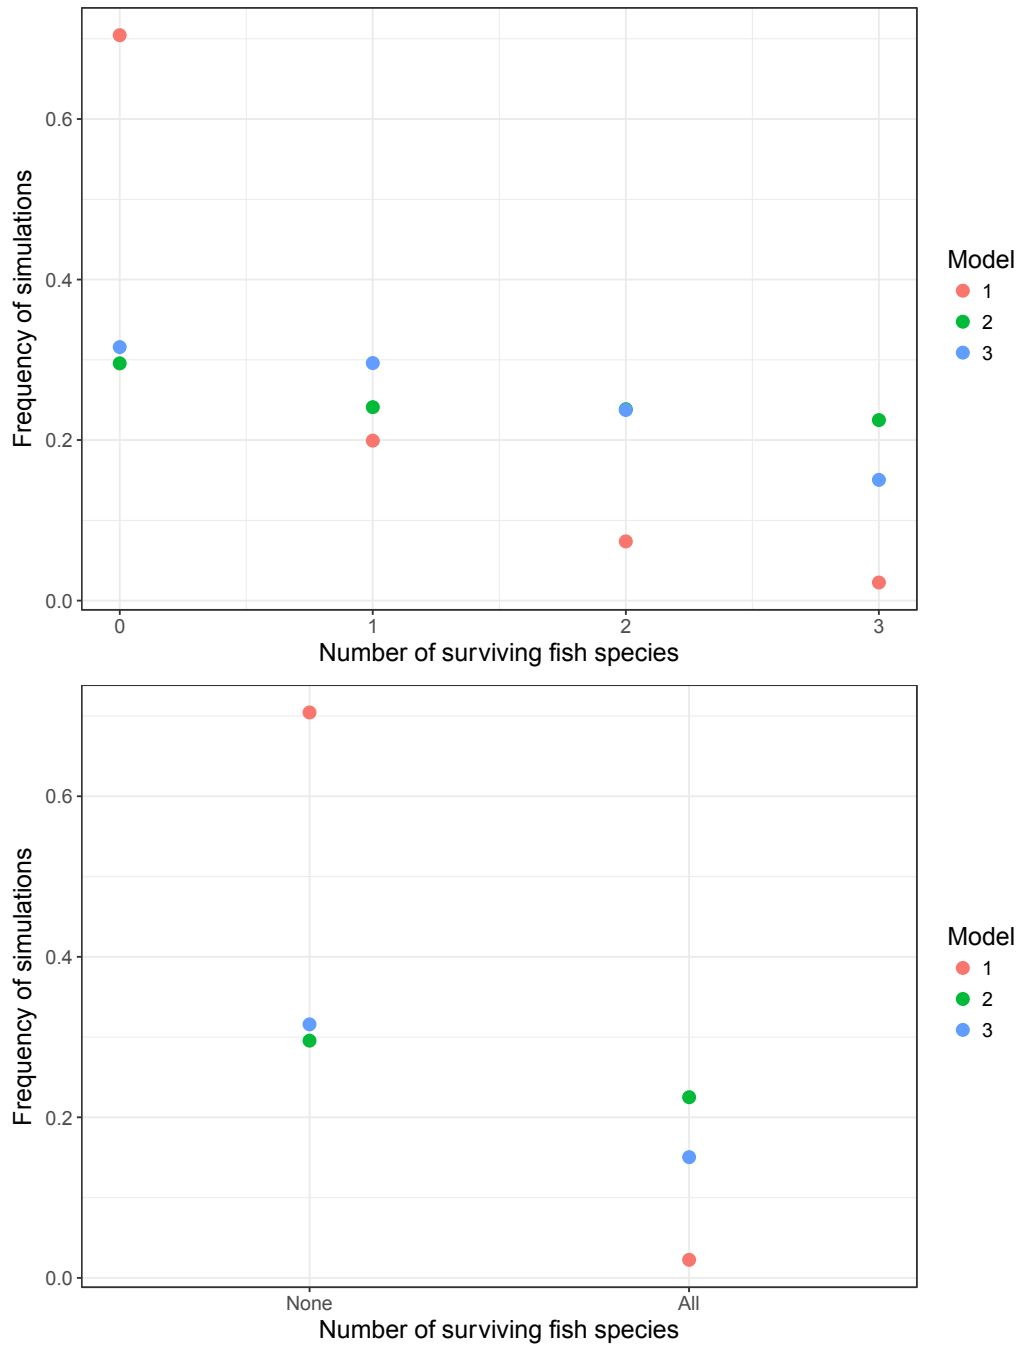 Frequency of simulations
0.6
0.4
0.2
0.0
0 1 2 3
Number of surviving fish species
Model
1
2
3
Frequency of simulations
0.6
0.4
0.2
0.0
None All
Number of surviving fish species
Model
1
2
3